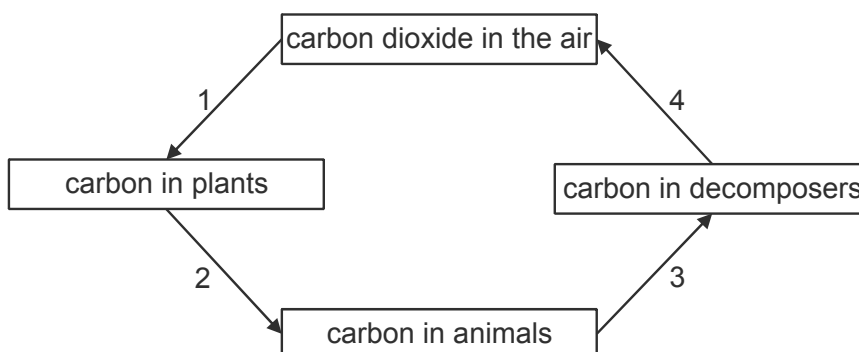 carbon dioxide in the air
1
4
carbon in plants
carbon in decomposers
2
3
carbon in animals